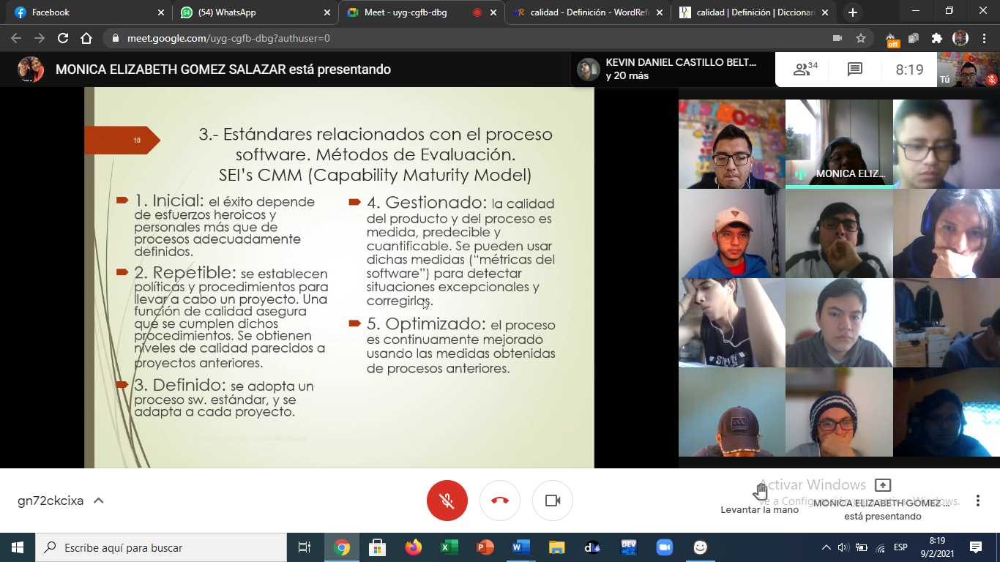 Facebook
(54) WhatsApp
Meet - uyg-cgfb-dbg
calidad - Definición - WordRefe
calidad | Definición | Diccionari
meet.google.com/uyg-cgfb-dbg?authuser=0
off
MONICA ELIZABETH GOMEZ SALAZAR está presentando
KEVIN DANIEL CASTILLO BELT...
y 20 más
34
8:19
Tú
18
3.- Estándares relacionados con el proceso
software. Métodos de Evaluación.
SEI's CMM (Capability Maturity Model)
1. Inicial: el éxito depende
de esfuerzos heroicos y
personales más que de
procesos adecuadamente
definidos.
2. Repetible: se establecen
políticas y procedimientos para
llevar a cabo un proyecto. Una
función de calidad asegura
que se cumplen dichos
procedimientos. Se obtienen
niveles de calidad parecidos a
proyectos anteriores.
3. Definido: se adopta un
proceso sw. estándar, y se
adapta a cada proyecto.
4. Gestionado: la calidad
del producto y del proceso es
medida, predecible y
cuantificable. Se pueden usar
dichas medidas ("métricas del
software") para detectar
situaciones excepcionales y
corregirlas.
5. Optimizado: el proceso
es continuamente mejorado
usando las medidas obtenidas
de procesos anteriores.
MONICA ELIZ...
gn72ckcixa
Activar Windows
Ve a Configuración para activar Windows.
Levantar la mano
MONICA ELIZABETH GOMEZ ...
está presentando
Escribe aquí para buscar
DEV
ESP
8:19
9/2/2021